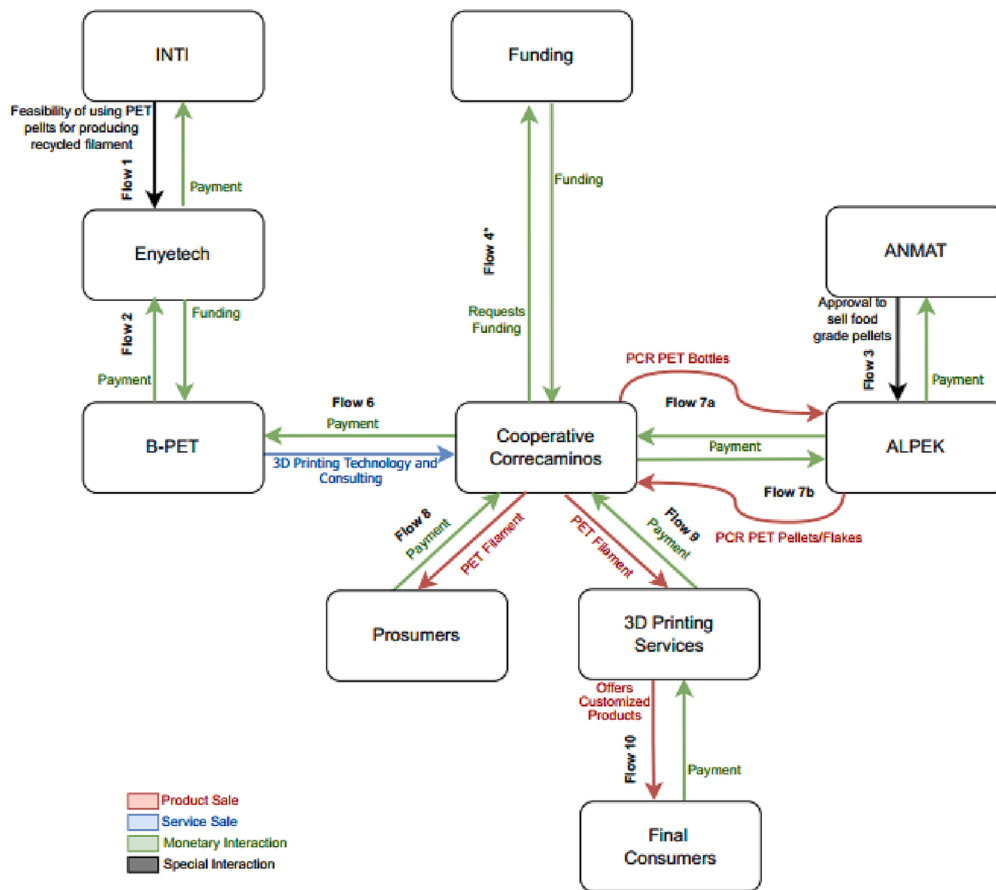 INTI
Funding
Feasibility of using PET
pellts for producing
recycled filament
Flow 1
Payment
Funding
Enyetech
Flow 4*
ANMAT
Flow 2
Funding
Requests
Funding
Approval to
sell food
grade pellets
Flow 3
Payment
Payment
PCR PET Bottles
Flow 6
Payment
Flow 7a
B-PET
Cooperative
Correcaminos
Payment
ALPEK
3D Printing Technology and
Consulting
Flow 7b
PCR PET Pellets/Flakes
Flow 8
Payment
PET Filament
PET Filament
Flow 9
Payment
Prosumers
3D Printing
Services
Offers
Customized
Products
Flow 10
Payment
Final
Consumers
Product Sale
Service Sale
Monetary Interaction
Special Interaction